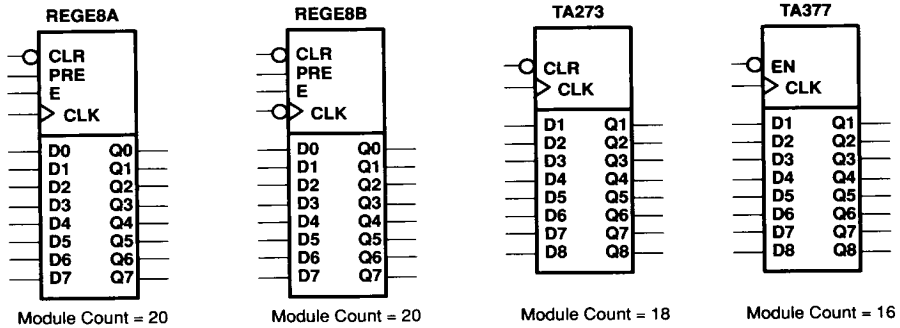 REGE8A
CLR
PRE
E
CLK
D0 Q0
D1 Q1
D2 Q2
D3 Q3
D4 Q4
D5 Q5
D6 Q6
D7 Q7
Module Count = 20
REGE8B
CLR
PRE
E
CLK
D0 Q0
D1 Q1
D2 Q2
D3 Q3
D4 Q4
D5 Q5
D6 Q6
D7 Q7
Module Count = 20
TA273
CLR
CLK
D1 Q1
D2 Q2
D3 Q3
D4 Q4
D5 Q5
D6 Q6
D7 Q7
D8 Q8
Module Count = 18
TA377
EN
CLK
D1 Q1
D2 Q2
D3 Q3
D4 Q4
D5 Q5
D6 Q6
D7 Q7
D8 Q8
Module Count = 16